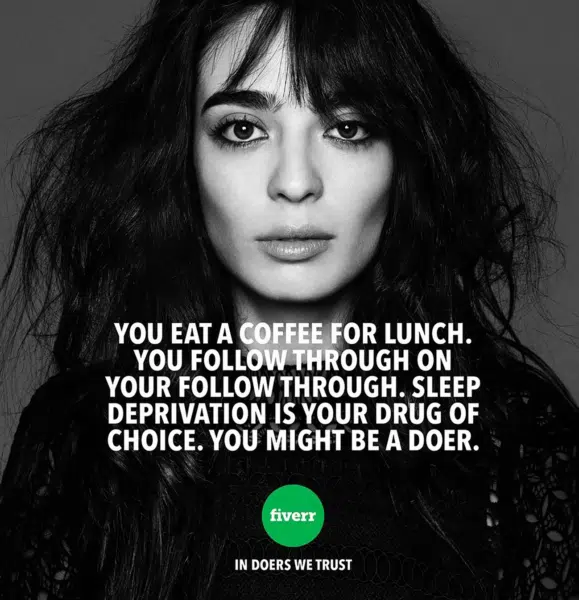 YOU EAT A COFFEE FOR LUNCH.
YOU FOLLOW THROUGH ON
YOUR FOLLOW THROUGH. SLEEP
DEPRIVATION IS YOUR DRUG OF
CHOICE. YOU MIGHT BE A DOER.
fiverr
IN DOERS WE TRUST